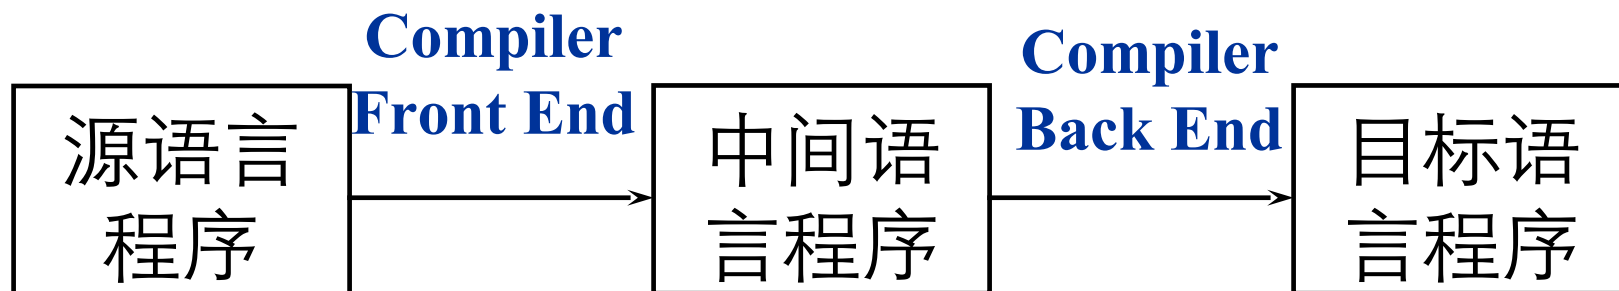 源语言
程序
Compiler
Front End
中间语
言程序
Compiler
Back End
目标语
言程序